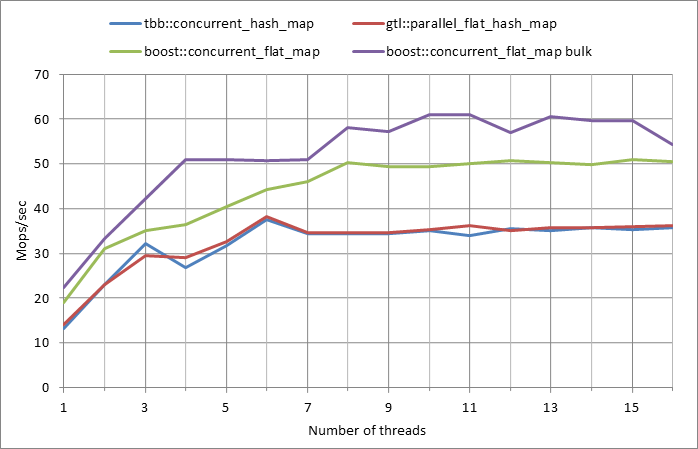 tbb::concurrent_hash_map gtl::parallel_flat_hash_map
boost::concurrent_flat_map boost::concurrent_flat_map bulk
70
60
50
40
30
20
10
0
Mops/sec
1 3 5 7 9 11 13 15
Number of threads